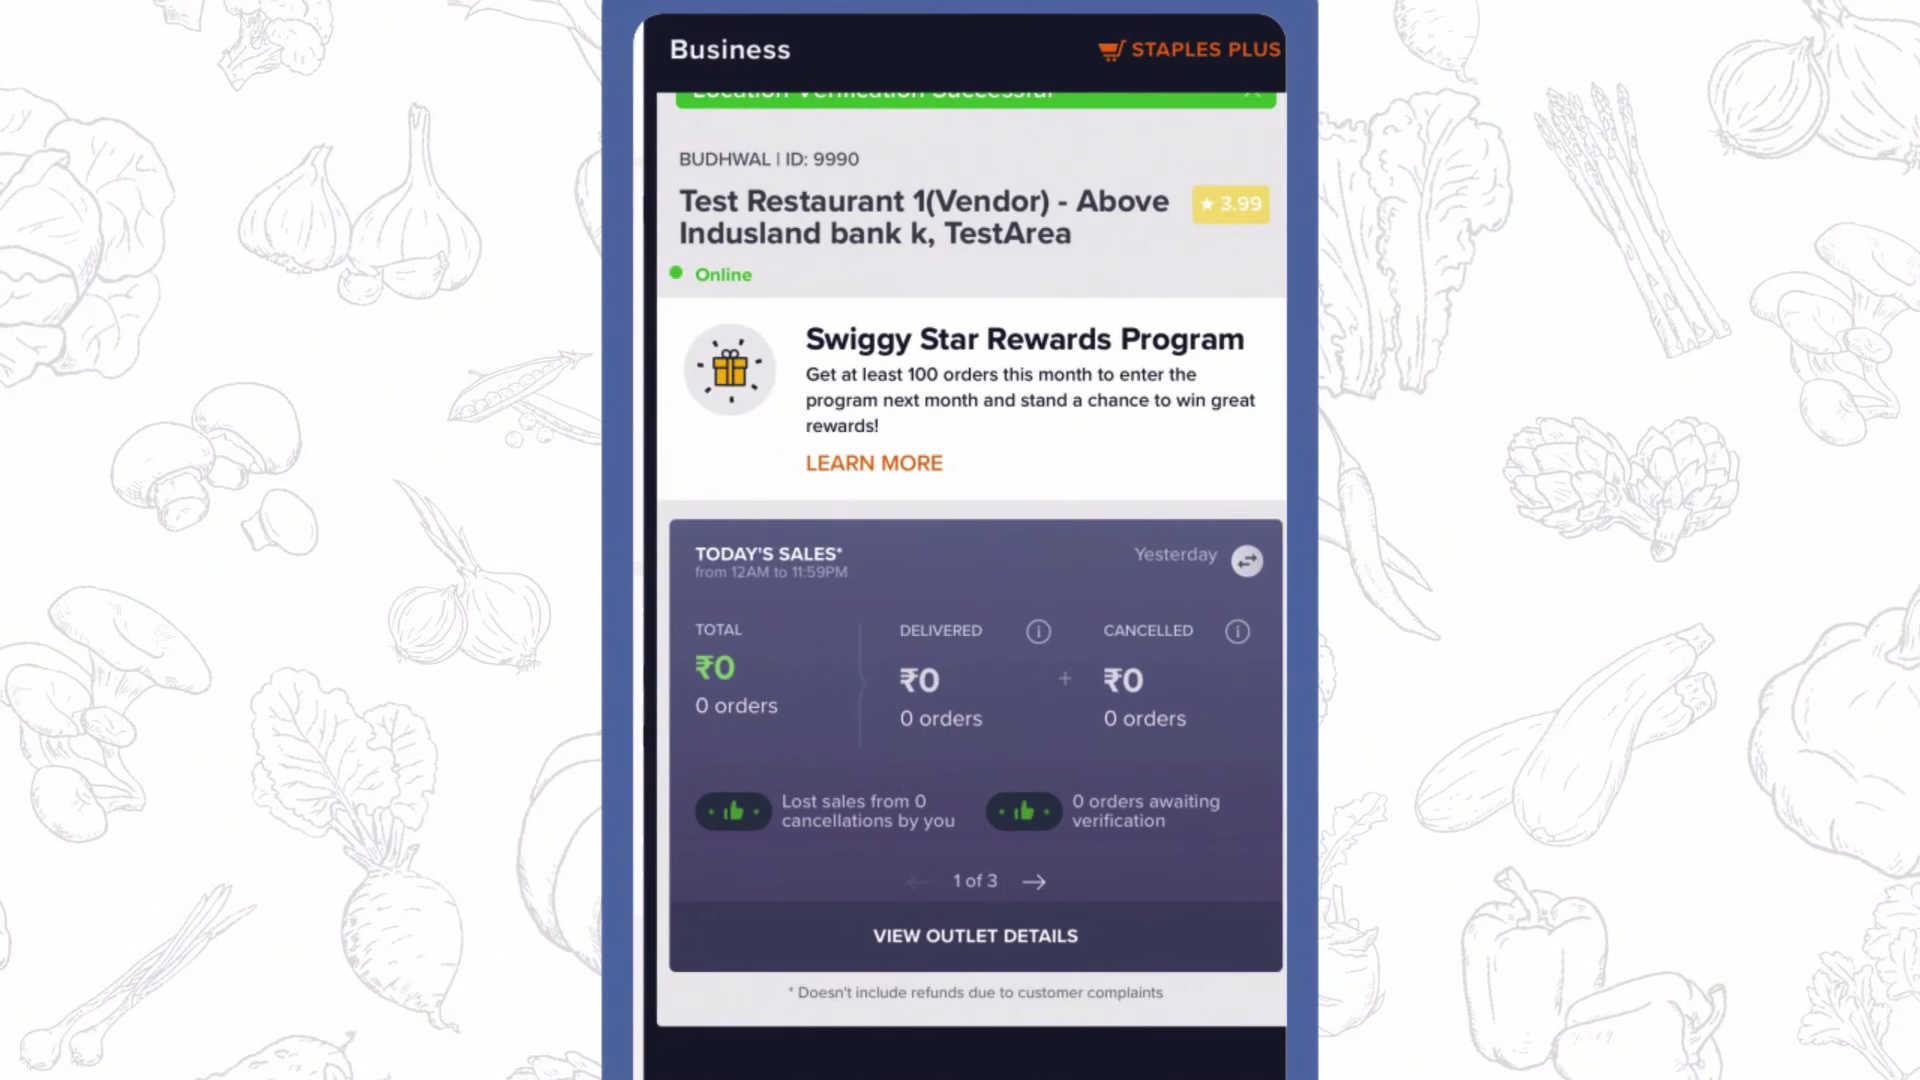 Business
STAPLES PLUS
Location Verification Successful
BUDHWAL | ID: 9990
Test Restaurant 1(Vendor) - Above
Indusland bank k, TestArea
★ 3.99
Online
Swiggy Star Rewards Program
Get at least 100 orders this month to enter the
program next month and stand a chance to win great
rewards!
LEARN MORE
TODAY'S SALES*
from 12AM to 11:59PM
Yesterday
TOTAL
₹0
0 orders
DELIVERED
₹0
0 orders
+
CANCELLED
₹0
0 orders
Lost sales from 0
cancellations by you
0 orders awaiting
verification
1 of 3
VIEW OUTLET DETAILS
* Doesn't include refunds due to customer complaints